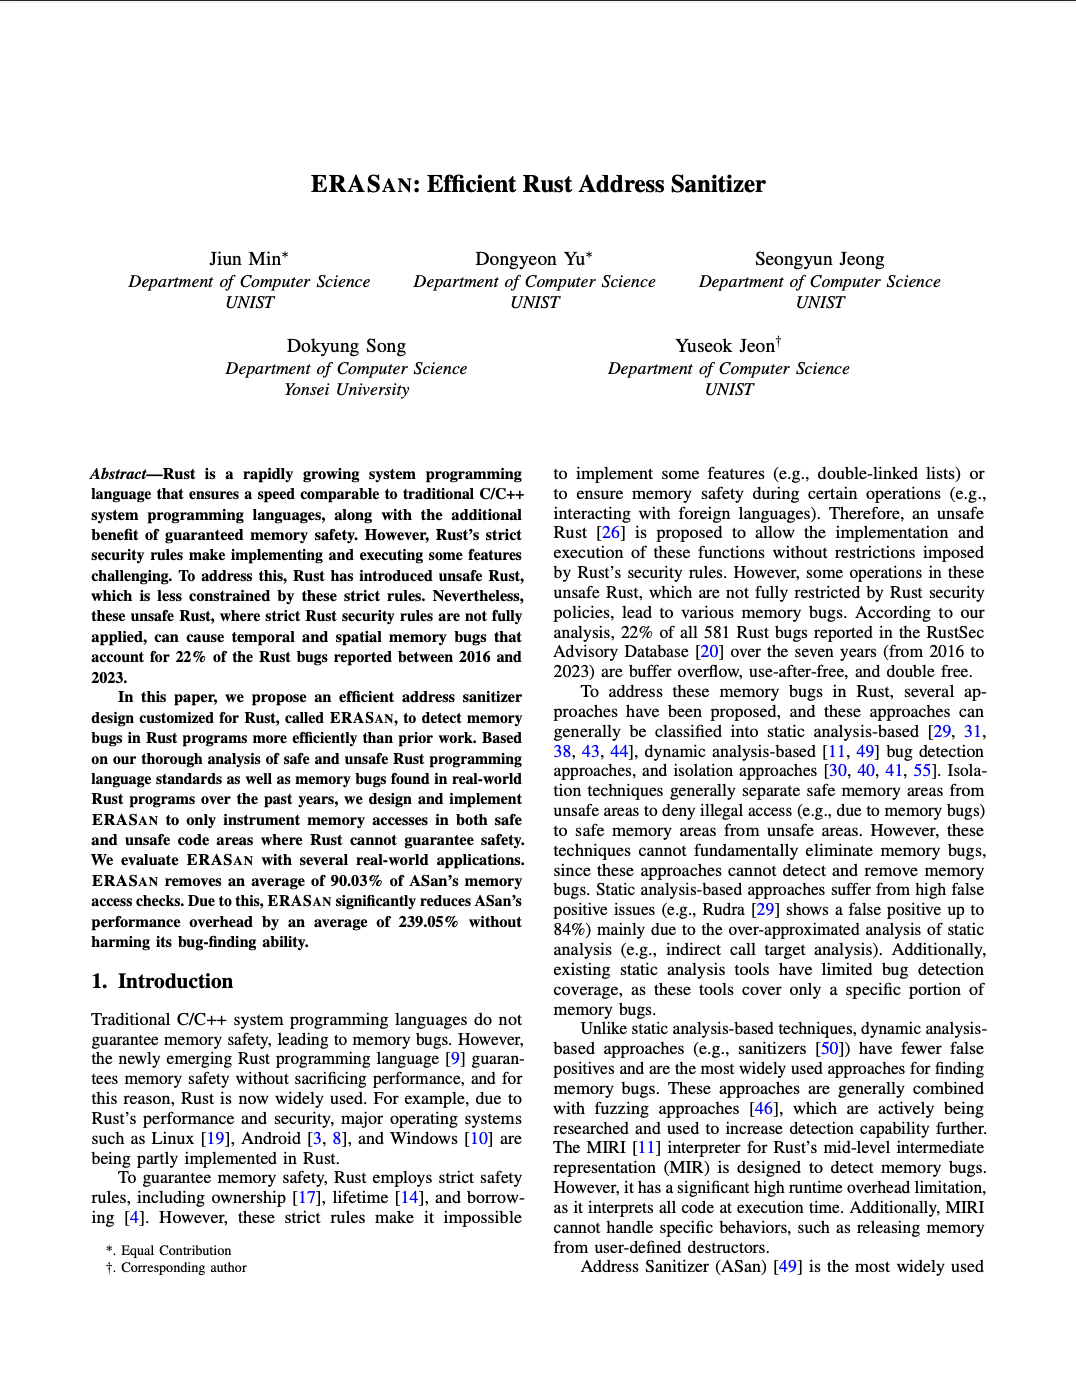 ERASAN: Efficient Rust Address Sanitizer
Jiun Min*
Department of Computer Science
UNIST
Dongyeon Yu*
Department of Computer Science
UNIST
Seongyun Jeong
Department of Computer Science
UNIST
Dokyung Song
Department of Computer Science
Yonsei University
Yuseok Jeon†
Department of Computer Science
UNIST
Abstract—Rust is a rapidly growing system programming
language that ensures a speed comparable to traditional C/C++
system programming languages, along with the additional
benefit of guaranteed memory safety. However, Rust's strict
security rules make implementing and executing some features
challenging. To address this, Rust has introduced unsafe Rust,
which is less constrained by these strict rules. Nevertheless,
these unsafe Rust, where strict Rust security rules are not fully
applied, can cause temporal and spatial memory bugs that
account for 22% of the Rust bugs reported between 2016 and
2023.
In this paper, we propose an efficient address sanitizer
design customized for Rust, called ERASAN, to detect memory
bugs in Rust programs more efficiently than prior work. Based
on our thorough analysis of safe and unsafe Rust programming
language standards as well as memory bugs found in real-world
Rust programs over the past years, we design and implement
ERASAN to only instrument memory accesses in both safe
and unsafe code areas where Rust cannot guarantee safety.
We evaluate ERASAN with several real-world applications.
ERASAN removes an average of 90.03% of ASan's memory
access checks. Due to this, ERASAN significantly reduces ASan's
performance overhead by an average of 239.05% without
harming its bug-finding ability.
1. Introduction
Traditional C/C++ system programming languages do not
guarantee memory safety, leading to memory bugs. However,
the newly emerging Rust programming language [9] guaran-
tees memory safety without sacrificing performance, and for
this reason, Rust is now widely used. For example, due to
Rust's performance and security, major operating systems
such as Linux [19], Android [3, 8], and Windows [10] are
being partly implemented in Rust.
To guarantee memory safety, Rust employs strict safety
rules, including ownership [17], lifetime [14], and borrow-
ing [4]. However, these strict rules make it impossible
*. Equal Contribution
†. Corresponding author
to implement some features (e.g., double-linked lists) or
to ensure memory safety during certain operations (e.g.,
interacting with foreign languages). Therefore, an unsafe
Rust [26] is proposed to allow the implementation and
execution of these functions without restrictions imposed
by Rust's security rules. However, some operations in these
unsafe Rust, which are not fully restricted by Rust security
policies, lead to various memory bugs. According to our
analysis, 22% of all 581 Rust bugs reported in the RustSec
Advisory Database [20] over the seven years (from 2016 to
2023) are buffer overflow, use-after-free, and double free.
To address these memory bugs in Rust, several ap-
proaches have been proposed, and these approaches can
generally be classified into static analysis-based [29, 31,
38, 43, 44], dynamic analysis-based [11, 49] bug detection
approaches, and isolation approaches [30, 40, 41, 55]. Isola-
tion techniques generally separate safe memory areas from
unsafe areas to deny illegal access (e.g., due to memory bugs)
to safe memory areas from unsafe areas. However, these
techniques cannot fundamentally eliminate memory bugs,
since these approaches cannot detect and remove memory
bugs. Static analysis-based approaches suffer from high false
positive issues (e.g., Rudra [29] shows a false positive up to
84%) mainly due to the over-approximated analysis of static
analysis (e.g., indirect call target analysis). Additionally,
existing static analysis tools have limited bug detection
coverage, as these tools cover only a specific portion of
memory bugs.
Unlike static analysis-based techniques, dynamic analysis-
based approaches (e.g., sanitizers [50]) have fewer false
positives and are the most widely used approaches for finding
memory bugs. These approaches are generally combined
with fuzzing approaches [46], which are actively being
researched and used to increase detection capability further.
The MIRI [11] interpreter for Rust's mid-level intermediate
representation (MIR) is designed to detect memory bugs.
However, it has a significant high runtime overhead limitation,
as it interprets all code at execution time. Additionally, MIRI
cannot handle specific behaviors, such as releasing memory
from user-defined destructors.
Address Sanitizer (ASan) [49] is the most widely used